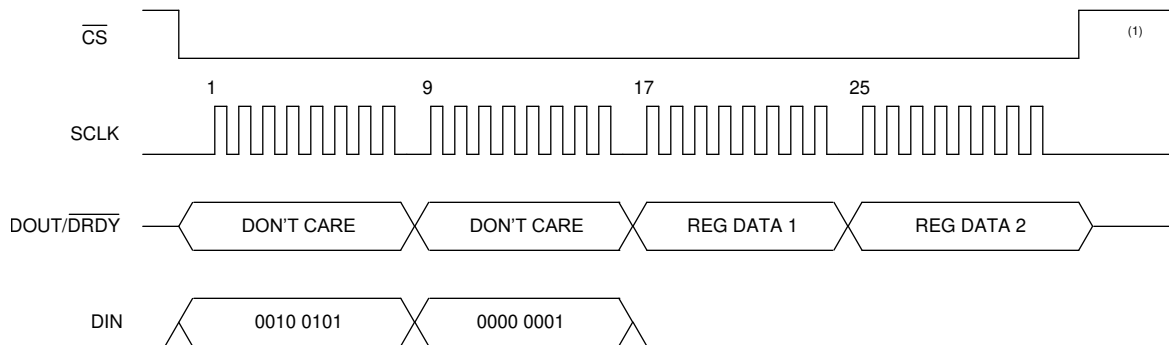 CS
(1)
1 9 17 25
SCLK
DOUT/DRDY DON'T CARE DON'T CARE REG DATA 1 REG DATA 2
DIN 0010 0101 0000 0001